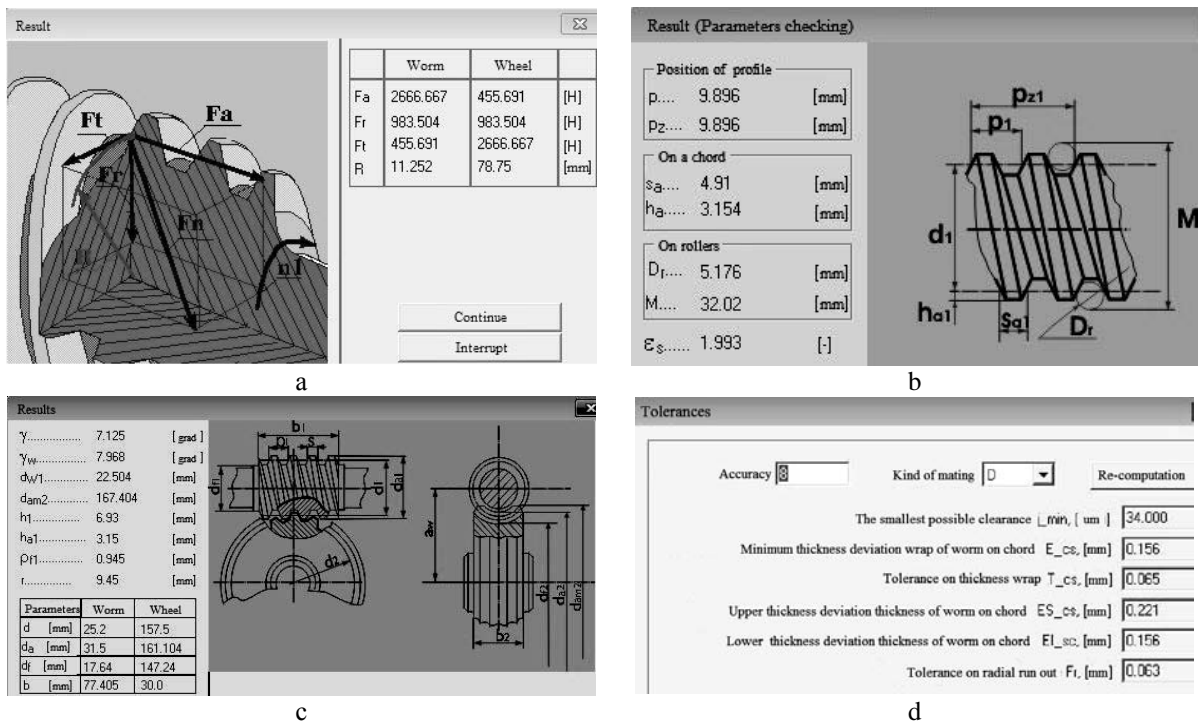 Result
Worm Wheel
Fa 2666.667 455.691 [H]
Fr 983.504 983.504 [H]
Ft 455.691 2666.667 [H]
R 11.252 78.75 [mm]
Ft
Fa
Fr
Fn
n1
Continue
Interrupt
a
Result (Parameters checking)
Position of profile
p.... 9.896 [mm]
pz.... 9.896 [mm]
On a chord
sa.... 4.91 [mm]
ha..... 3.154 [mm]
On rollers
Dr.... 5.176 [mm]
M..... 32.02 [mm]
εs...... 1.993 [-]
pz1
p1
d1
M
ha1
Sa1
Dr
b
Results
γ................ 7.125 [ grad ]
γw.............. 7.968 [ grad ]
dw1............ 22.504 [mm]
dam2.......... 167.404 [mm]
h1.............. 6.93 [mm]
ha1............ 3.15 [mm]
ρf1............. 0.945 [mm]
r............... 9.45 [mm]
Parameters Worm Wheel
d [mm] 25.2 157.5
da [mm] 31.5 161.104
df [mm] 17.64 147.24
b [mm] 77.405 30.0
b1
p1
s
df1
d1
da1
d2
aw
df2
da2
dam2
b2
c
Tolerances
Accuracy 8 Kind of mating D Re-computation
The smallest possible clearance j_min, [ um ] 34.000
Minimum thickness deviation wrap of worm on chord E_cs, [mm] 0.156
Tolerance on thickness wrap T_cs, [mm] 0.065
Upper thickness deviation thickness of worm on chord ES_cs, [mm] 0.221
Lower thickness deviation thickness of worm on chord EI_sc, [mm] 0.156
Tolerance on radial run out Fr, [mm] 0.063
d